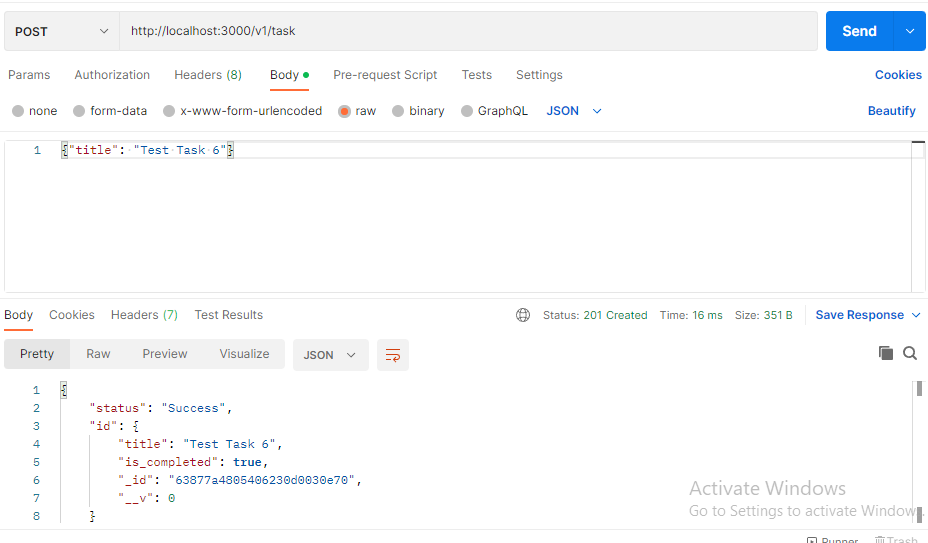 POST http://localhost:3000/v1/task Send
Params Authorization Headers (8) Body Pre-request Script Tests Settings Cookies
none form-data x-www-form-urlencoded raw binary GraphQL JSON Beautify
1 {"title": "Test Task 6"}
Body Cookies Headers (7) Test Results Status: 201 Created Time: 16 ms Size: 351 B Save Response
Pretty Raw Preview Visualize JSON
1 {
2 "status": "Success",
3 "id": {
4 "title": "Test Task 6",
5 "is_completed": true,
6 "_id": "63877a4805406230d0030e70",
7 "__v": 0
8 }
Activate Windows
Go to Settings to activate Windows.
Runner Trash